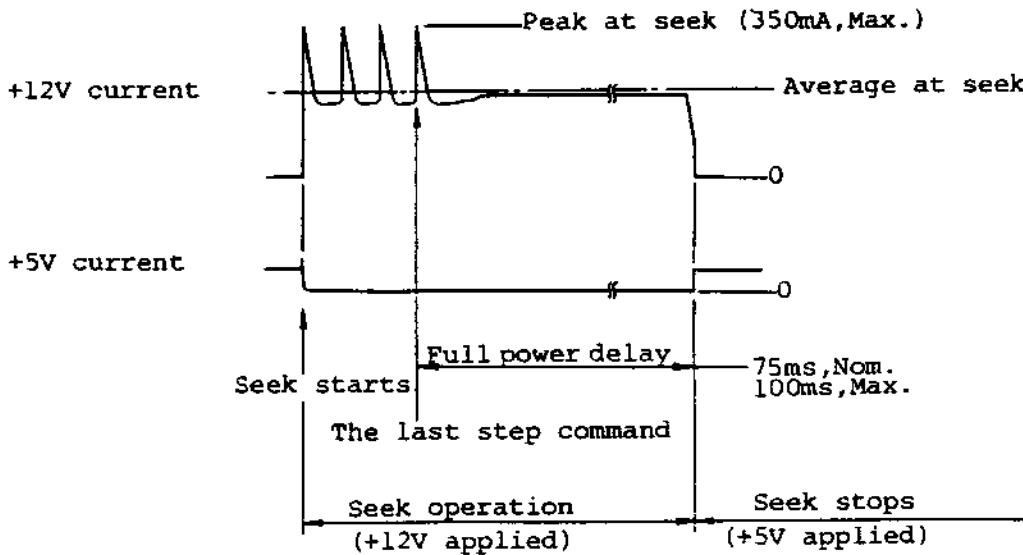 Peak at seek (350mA,Max.)
+12V current
Average at seek
0
+5V current
0
Full power delay
75ms,Nom.
100ms,Max.
Seek starts
The last step command
Seek operation
(+12V applied)
Seek stops
(+5V applied)